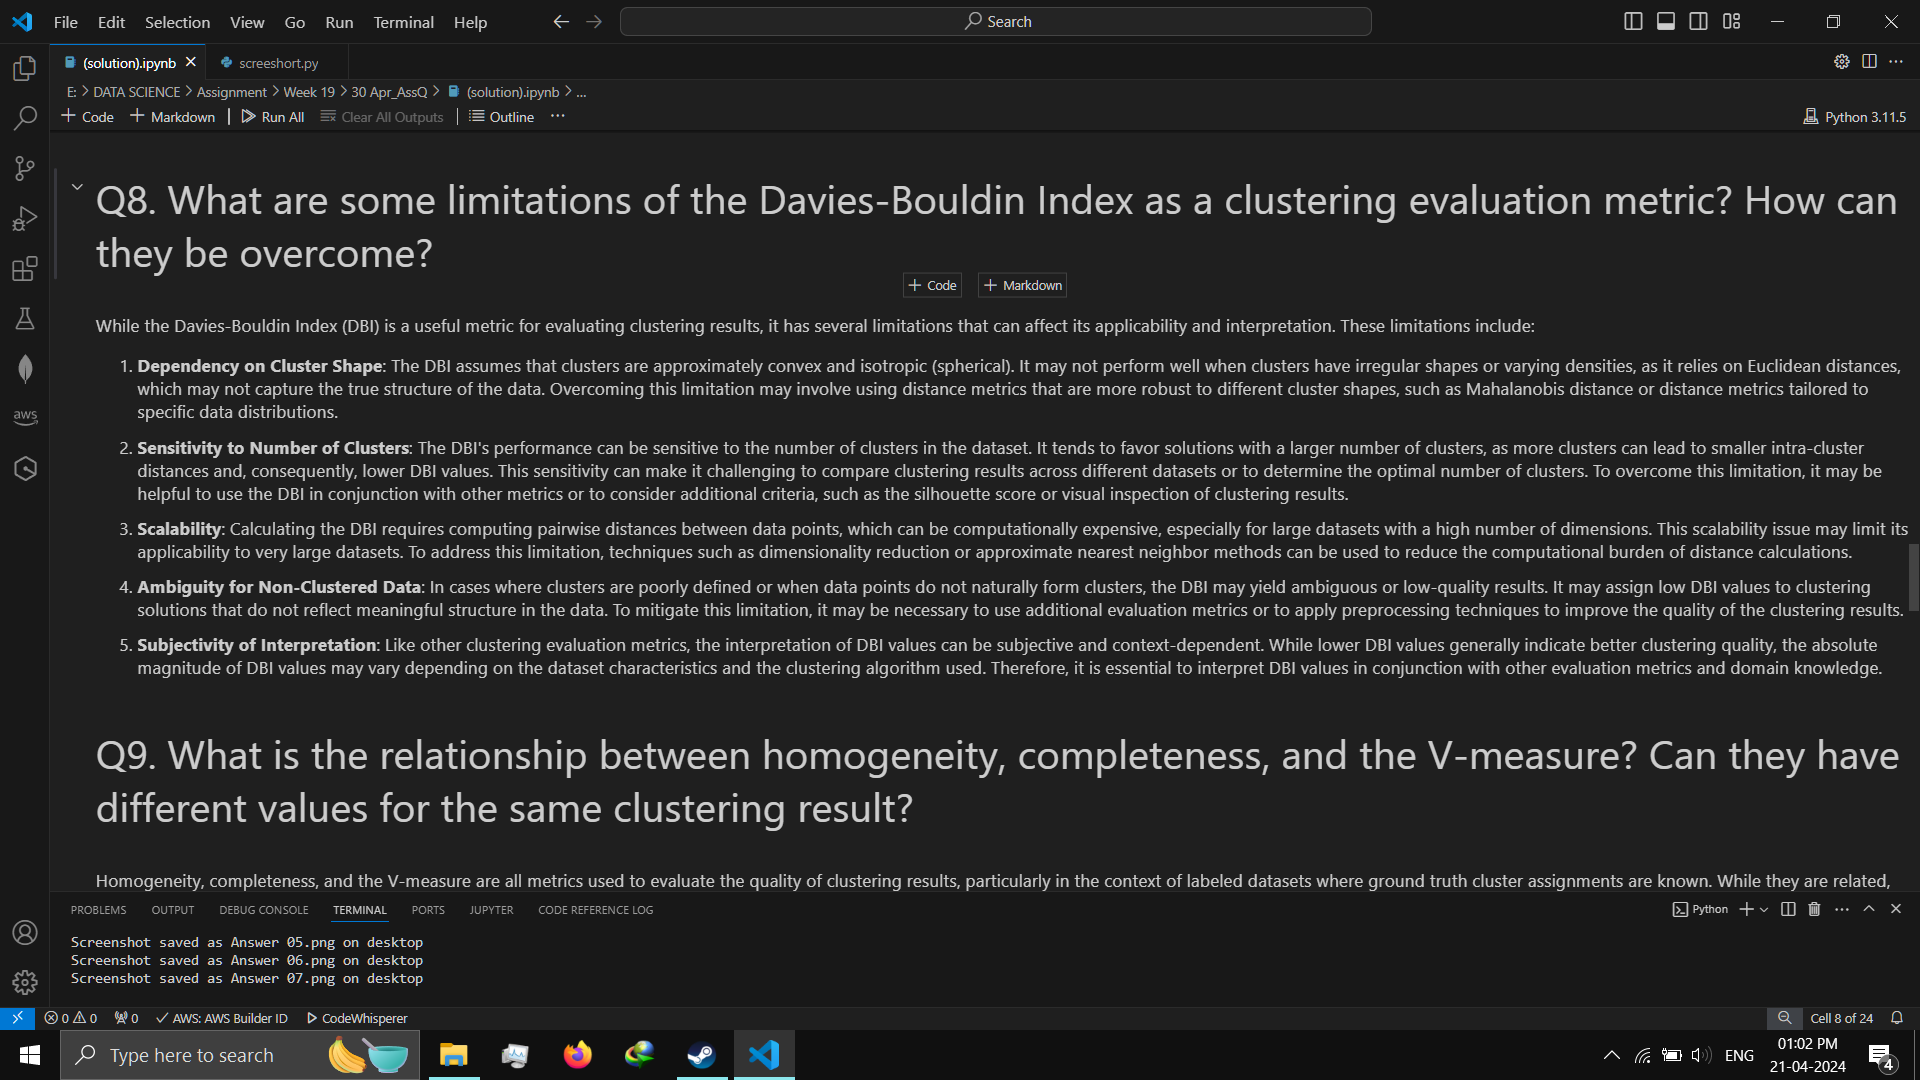 File Edit Selection View Go Run Terminal Help
Search
(solution).ipynb
screeshort.py
E: > DATA SCIENCE > Assignment > Week 19 > 30 Apr_AssQ > (solution).ipynb > ...
+ Code + Markdown | Run All Clear All Outputs | Outline ...
Python 3.11.5
Q8. What are some limitations of the Davies-Bouldin Index as a clustering evaluation metric? How can
they be overcome?
+ Code + Markdown
While the Davies-Bouldin Index (DBI) is a useful metric for evaluating clustering results, it has several limitations that can affect its applicability and interpretation. These limitations include:
1. Dependency on Cluster Shape: The DBI assumes that clusters are approximately convex and isotropic (spherical). It may not perform well when clusters have irregular shapes or varying densities, as it relies on Euclidean distances,
which may not capture the true structure of the data. Overcoming this limitation may involve using distance metrics that are more robust to different cluster shapes, such as Mahalanobis distance or distance metrics tailored to
specific data distributions.
2. Sensitivity to Number of Clusters: The DBI's performance can be sensitive to the number of clusters in the dataset. It tends to favor solutions with a larger number of clusters, as more clusters can lead to smaller intra-cluster
distances and, consequently, lower DBI values. This sensitivity can make it challenging to compare clustering results across different datasets or to determine the optimal number of clusters. To overcome this limitation, it may be
helpful to use the DBI in conjunction with other metrics or to consider additional criteria, such as the silhouette score or visual inspection of clustering results.
3. Scalability: Calculating the DBI requires computing pairwise distances between data points, which can be computationally expensive, especially for large datasets with a high number of dimensions. This scalability issue may limit its
applicability to very large datasets. To address this limitation, techniques such as dimensionality reduction or approximate nearest neighbor methods can be used to reduce the computational burden of distance calculations.
4. Ambiguity for Non-Clustered Data: In cases where clusters are poorly defined or when data points do not naturally form clusters, the DBI may yield ambiguous or low-quality results. It may assign low DBI values to clustering
solutions that do not reflect meaningful structure in the data. To mitigate this limitation, it may be necessary to use additional evaluation metrics or to apply preprocessing techniques to improve the quality of the clustering results.
5. Subjectivity of Interpretation: Like other clustering evaluation metrics, the interpretation of DBI values can be subjective and context-dependent. While lower DBI values generally indicate better clustering quality, the absolute
magnitude of DBI values may vary depending on the dataset characteristics and the clustering algorithm used. Therefore, it is essential to interpret DBI values in conjunction with other evaluation metrics and domain knowledge.
Q9. What is the relationship between homogeneity, completeness, and the V-measure? Can they have
different values for the same clustering result?
Homogeneity, completeness, and the V-measure are all metrics used to evaluate the quality of clustering results, particularly in the context of labeled datasets where ground truth cluster assignments are known. While they are related,
aws
PROBLEMS OUTPUT DEBUG CONSOLE TERMINAL PORTS JUPYTER CODE REFERENCE LOG
Python
Screenshot saved as Answer 05.png on desktop
Screenshot saved as Answer 06.png on desktop
Screenshot saved as Answer 07.png on desktop
0 0 0 AWS: AWS Builder ID CodeWhisperer
Cell 8 of 24
Type here to search
ENG
01:02 PM
21-04-2024
4